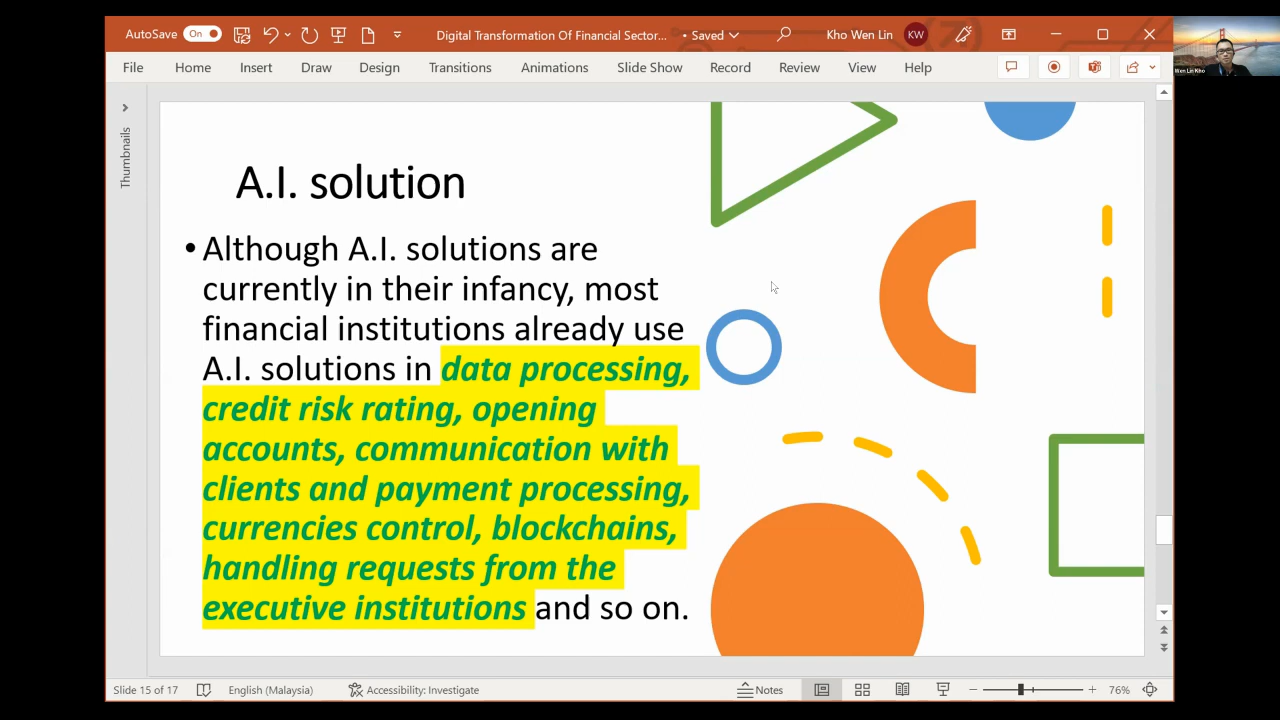 AutoSave On Digital Transformation Of Financial Sector... • Saved Kho Wen Lin KW
File Home Insert Draw Design Transitions Animations Slide Show Record Review View Help
Wen Lin Kho
Thumbnails
A.I. solution
• Although A.I. solutions are
currently in their infancy, most
financial institutions already use
A.I. solutions in data processing,
credit risk rating, opening
accounts, communication with
clients and payment processing,
currencies control, blockchains,
handling requests from the
executive institutions and so on.
Slide 15 of 17 English (Malaysia) Accessibility: Investigate Notes 76%